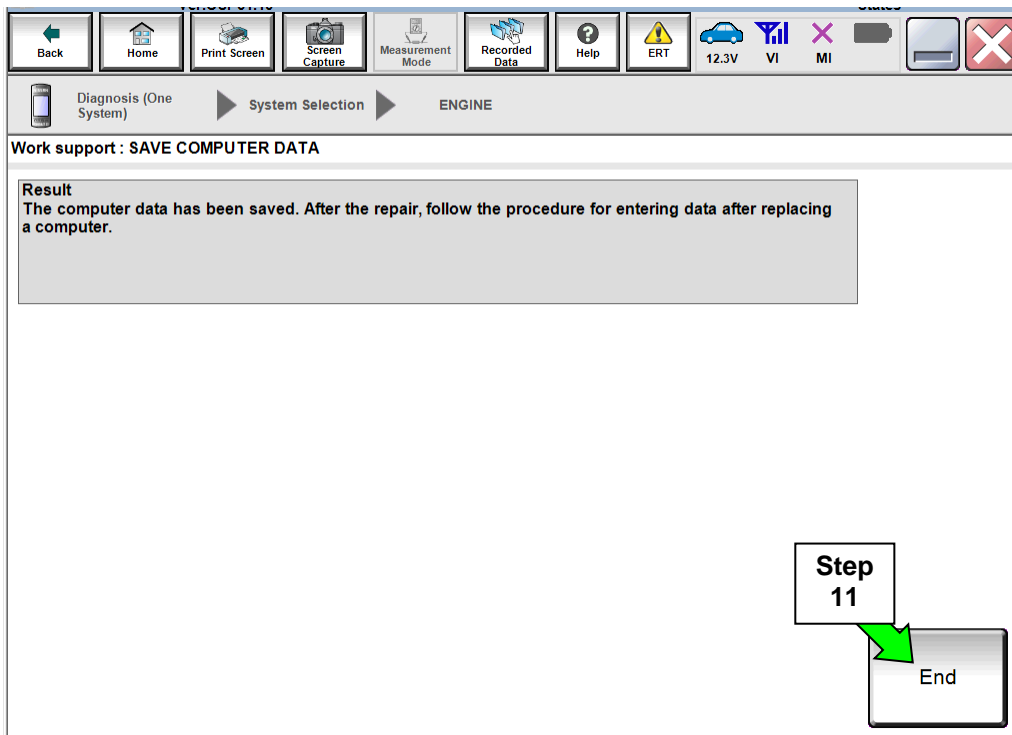 Back
Home
Print Screen
Screen
Capture
Measurement
Mode
Recorded
Data
Help
ERT
12.3V
VI
MI
Diagnosis (One
System)
System Selection
ENGINE
Work support : SAVE COMPUTER DATA
Result
The computer data has been saved. After the repair, follow the procedure for entering data after replacing
a computer.
Step
11
End